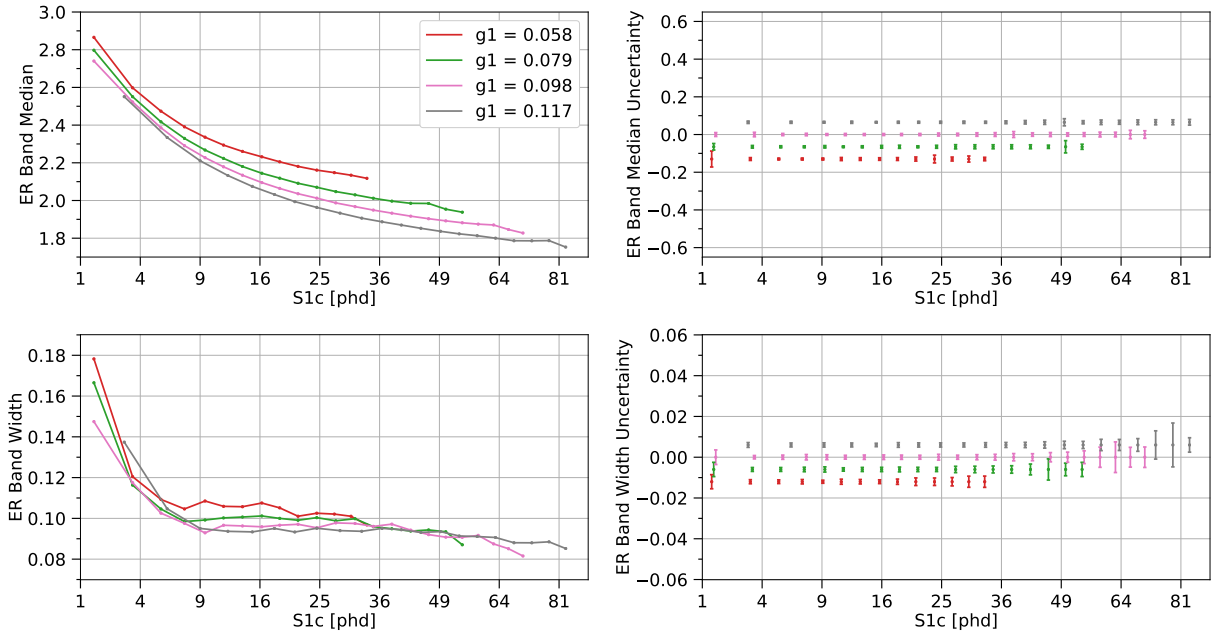 ER Band Median
3.0
2.8
2.6
2.4
2.2
2.0
1.8
1 4 9 16 25 36 49 64 81
S1c [phd]
g1 = 0.058
g1 = 0.079
g1 = 0.098
g1 = 0.117
ER Band Median Uncertainty
0.6
0.4
0.2
0.0
−0.2
−0.4
−0.6
1 4 9 16 25 36 49 64 81
S1c [phd]
ER Band Width
0.18
0.16
0.14
0.12
0.10
0.08
1 4 9 16 25 36 49 64 81
S1c [phd]
ER Band Width Uncertainty
0.06
0.04
0.02
0.00
−0.02
−0.04
−0.06
1 4 9 16 25 36 49 64 81
S1c [phd]